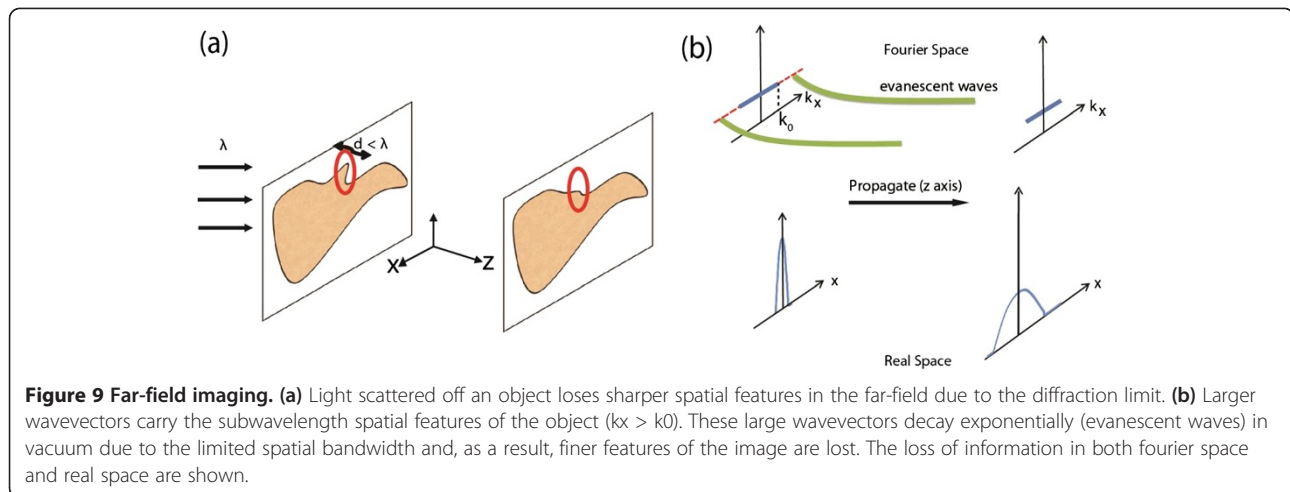 (a)
λ
d < λ
X
Z
(b)
Fourier Space
evanescent waves
kx
k0
kx
Propagate (z axis)
x
x
Real Space
Figure 9 Far-field imaging. (a) Light scattered off an object loses sharper spatial features in the far-field due to the diffraction limit. (b) Larger
wavevectors carry the subwavelength spatial features of the object (kx > k0). These large wavevectors decay exponentially (evanescent waves) in
vacuum due to the limited spatial bandwidth and, as a result, finer features of the image are lost. The loss of information in both fourier space
and real space are shown.